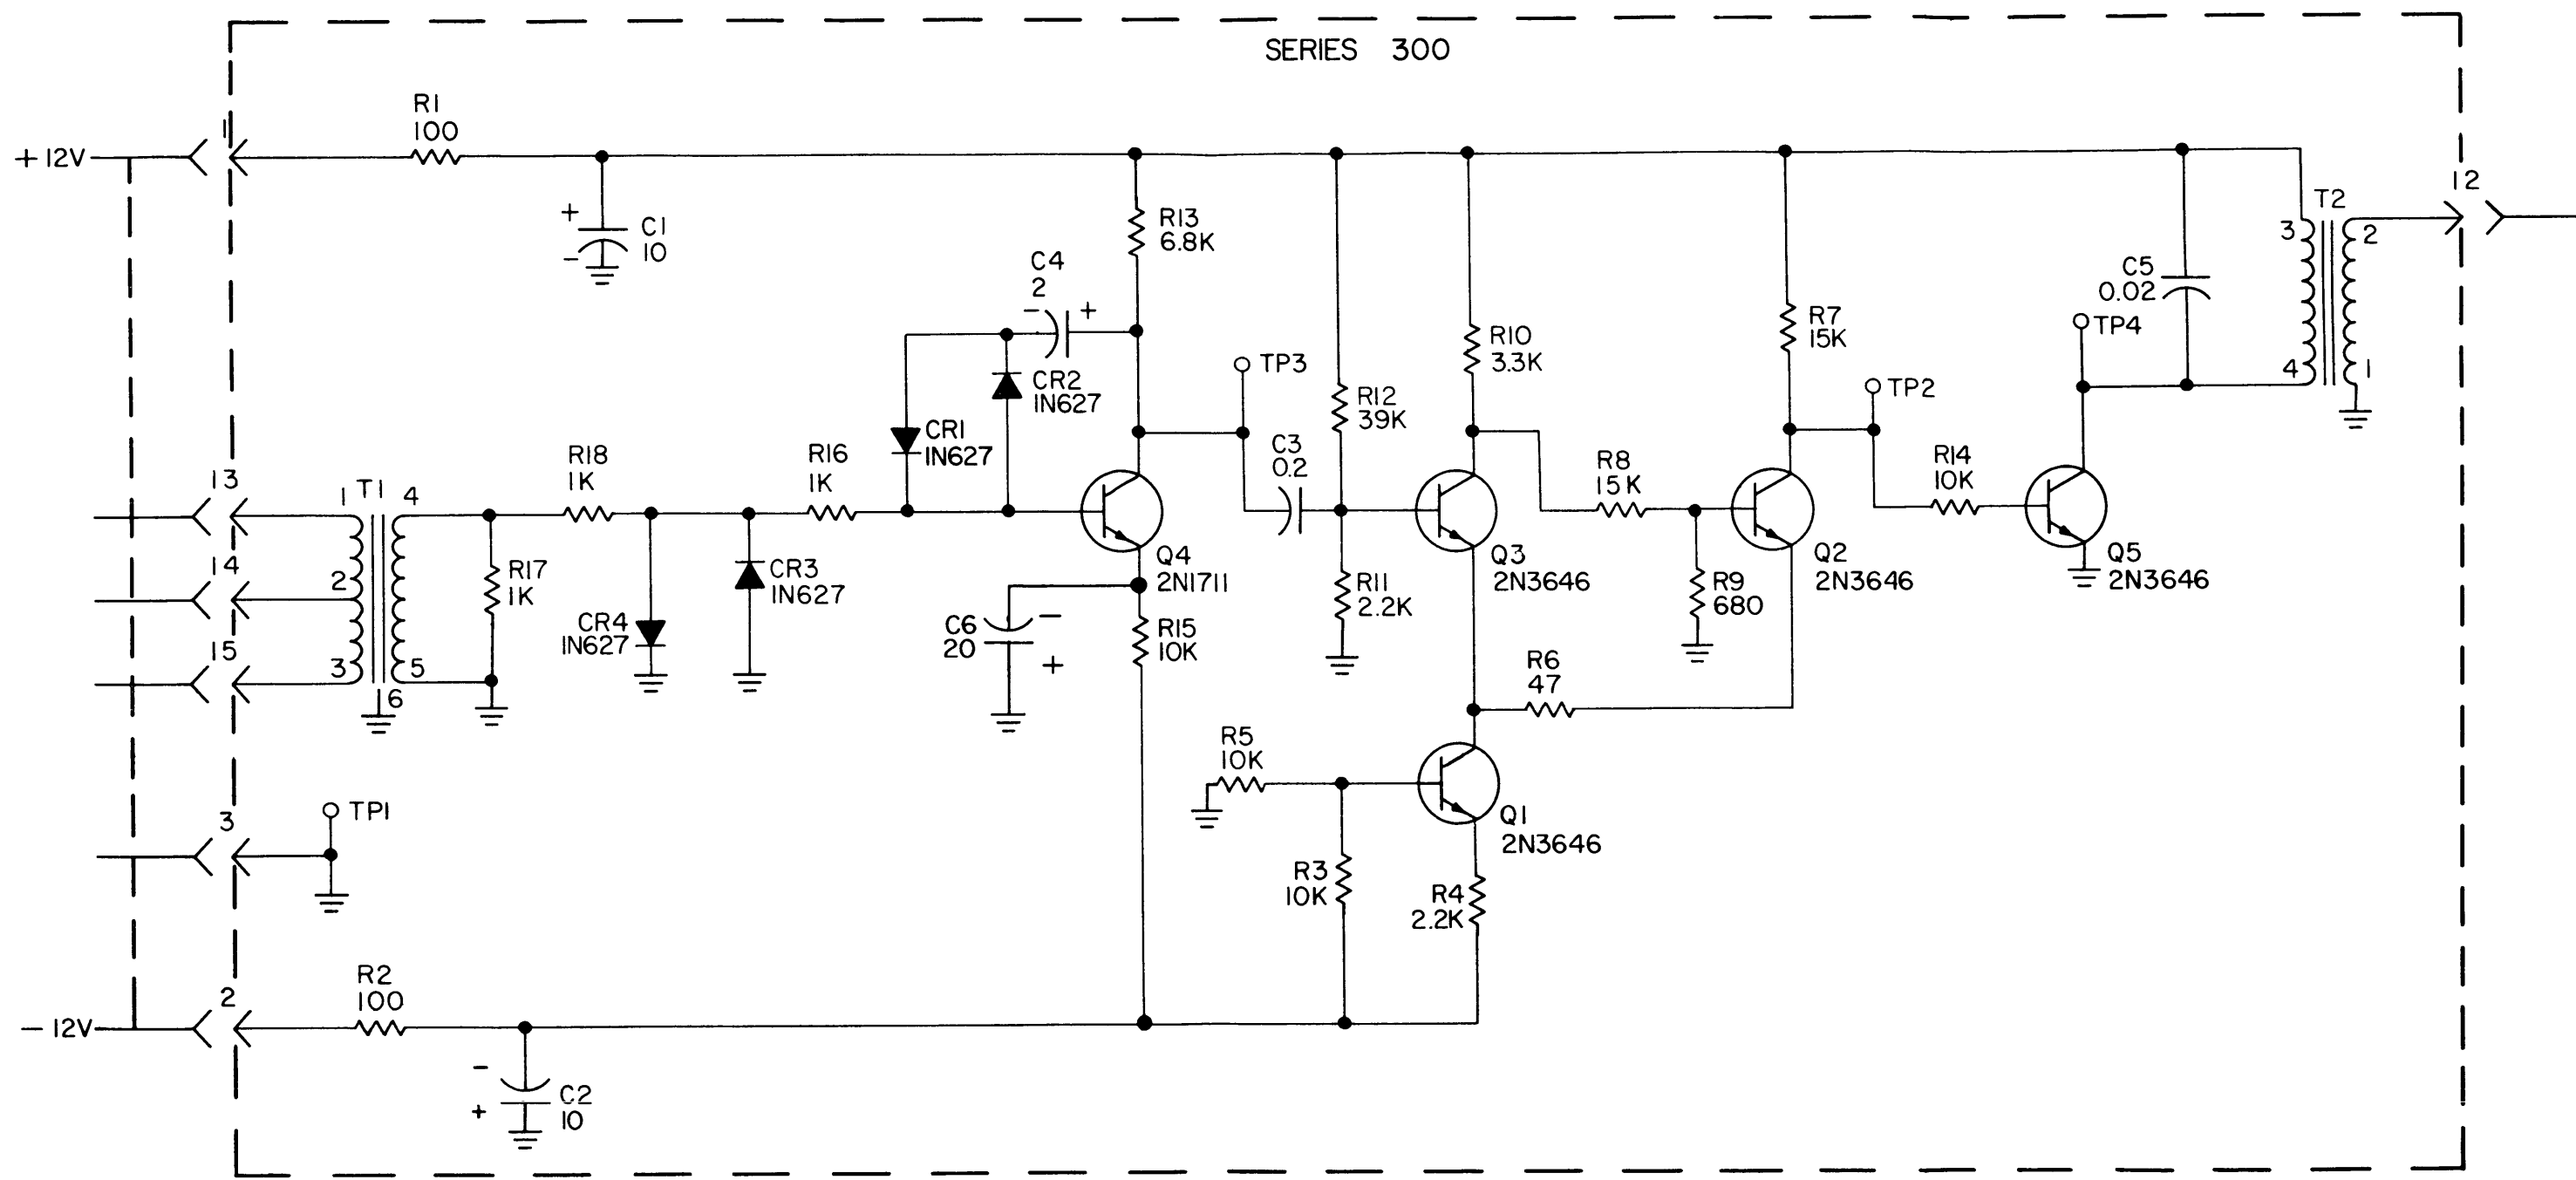 SERIES 300
R1
100
1
+12V
12
T2
3
2
4
1
R13
6.8K
+
C1
10
-
C4
2
- +
C5
0.02
TP4
R7
15K
R10
3.3K
TP3
CR2
1N627
R12
39K
TP2
CR1
1N627
C3
0.2
R18
1K
R16
1K
R8
15K
R14
10K
13
1 T1 4
14
2
15
3
5
6
R17
1K
CR3
1N627
CR4
1N627
Q4
2N1711
C6
20
-
+
R15
10K
R11
2.2K
Q3
2N3646
R9
680
Q2
2N3646
Q5
2N3646
R6
47
R5
10K
Q1
2N3646
3
TP1
R3
10K
R4
2.2K
2
R2
100
-12V
-
+
C2
10